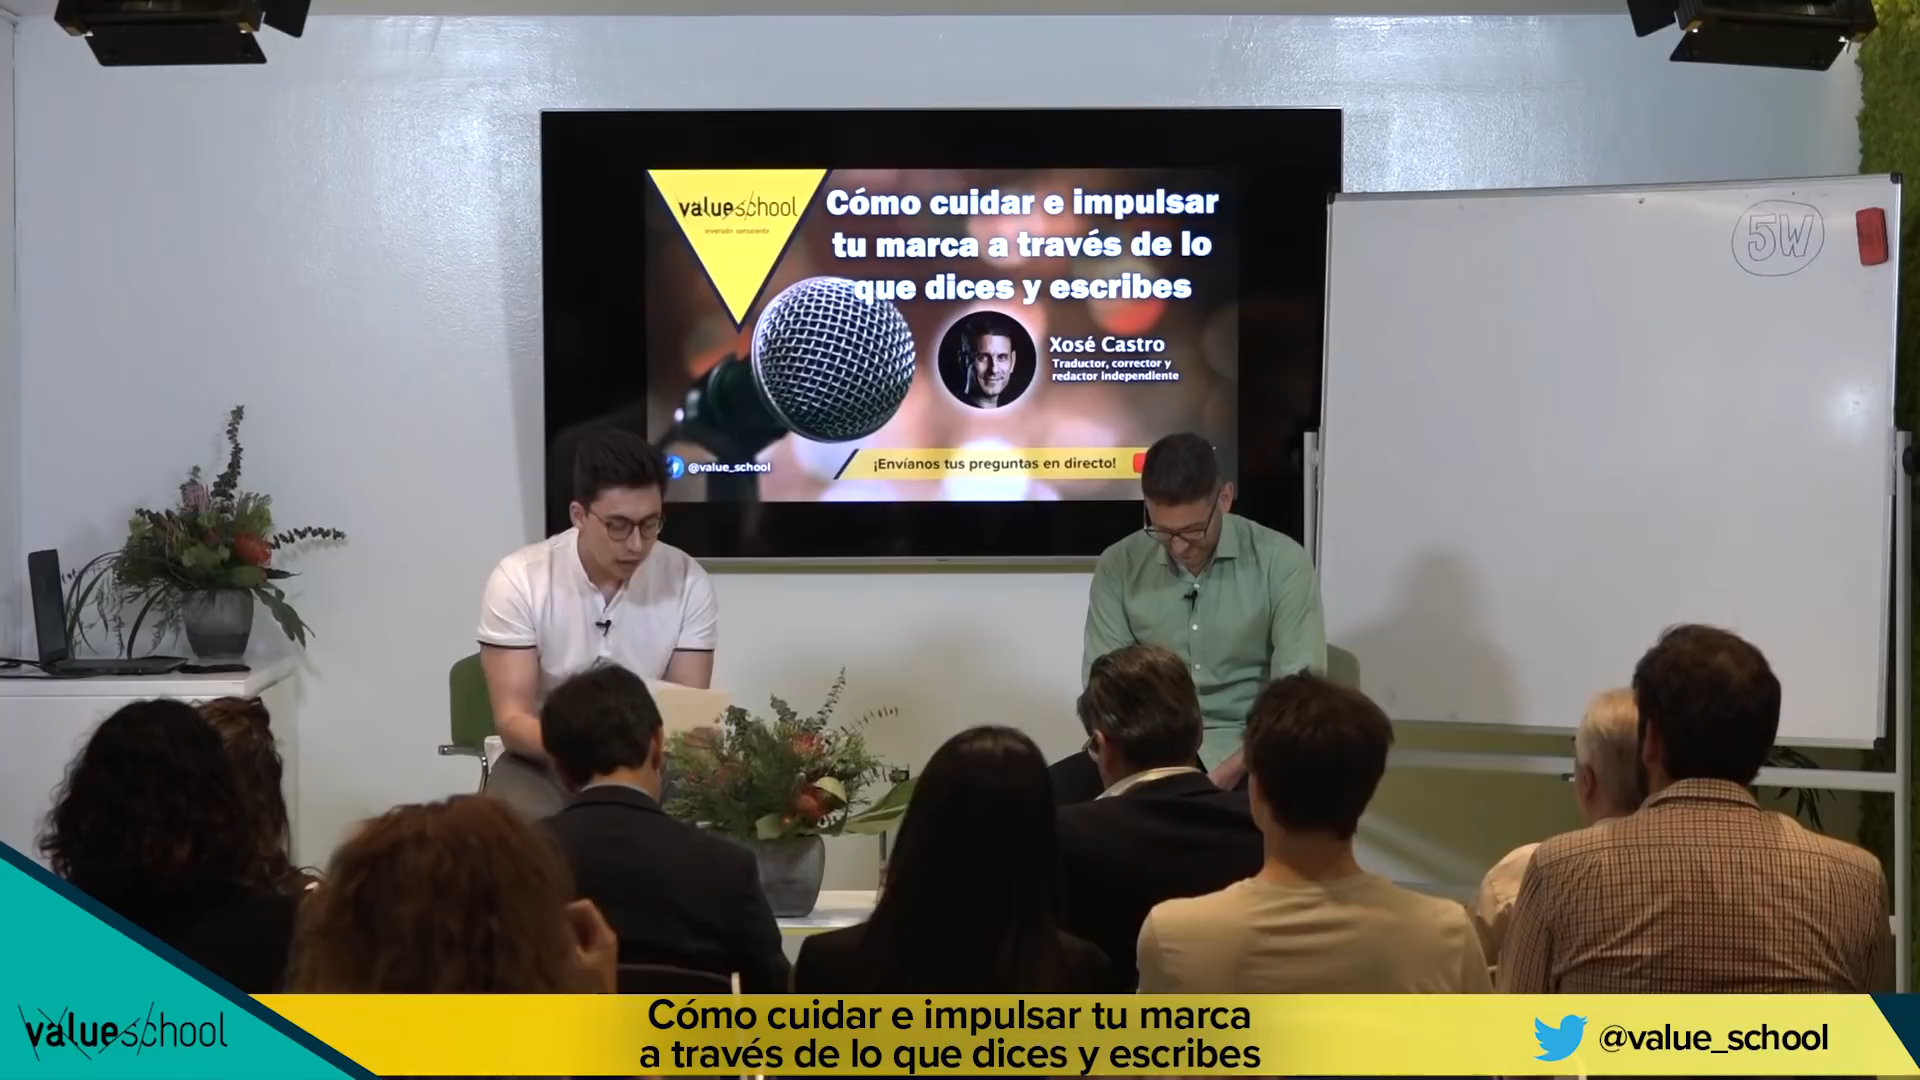 valueschool
inversión consciente
Cómo cuidar e impulsar
tu marca a través de lo
que dices y escribes
Xosé Castro
Traductor, corrector y
redactor independiente
@value_school
¡Envíanos tus preguntas en directo!
5W
valueschool
Cómo cuidar e impulsar tu marca
a través de lo que dices y escribes
@value_school